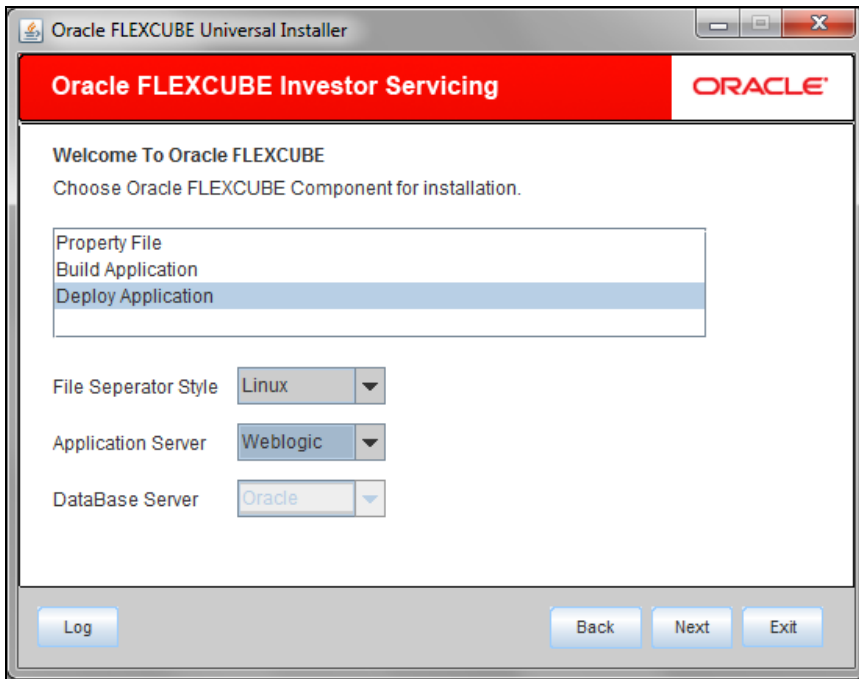 Oracle FLEXCUBE Universal Installer
Oracle FLEXCUBE Investor Servicing
ORACLE
Welcome To Oracle FLEXCUBE
Choose Oracle FLEXCUBE Component for installation.
Property File
Build Application
Deploy Application
File Seperator Style Linux
Application Server Weblogic
DataBase Server Oracle
Log Back Next Exit